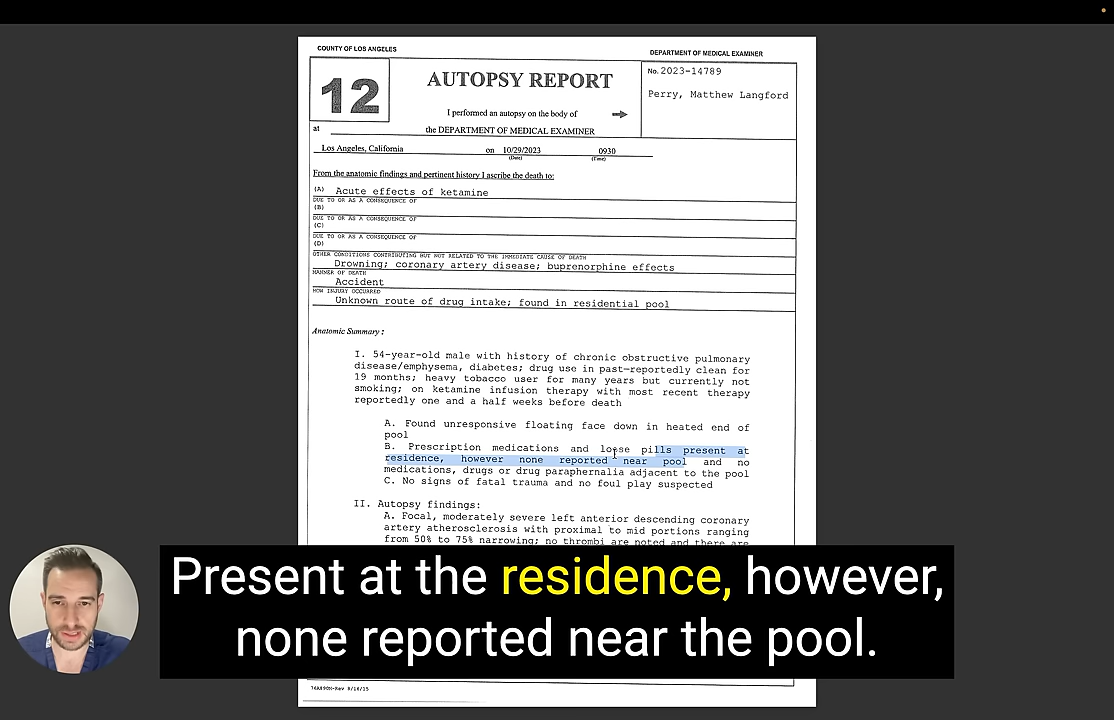 COUNTY OF LOS ANGELES
DEPARTMENT OF MEDICAL EXAMINER
12
AUTOPSY REPORT
No. 2023-14789
Perry, Matthew Langford
I performed an autopsy on the body of
at
the DEPARTMENT OF MEDICAL EXAMINER
Los Angeles, California on 10/29/2023 0930
(Date) (Time)
From the anatomic findings and pertinent history I ascribe the death to:
(A) Acute effects of ketamine
DUE TO OR AS A CONSEQUENCE OF
(B)
DUE TO OR AS A CONSEQUENCE OF
(C)
DUE TO OR AS A CONSEQUENCE OF
(D)
OTHER CONDITIONS CONTRIBUTING BUT NOT RELATED TO THE IMMEDIATE CAUSE OF DEATH
Drowning; coronary artery disease; buprenorphine effects
MANNER OF DEATH
Accident
HOW INJURY OCCURRED
Unknown route of drug intake; found in residential pool
Anatomic Summary:
I. 54-year-old male with history of chronic obstructive pulmonary
disease/emphysema, diabetes; drug use in past—reportedly clean for
19 months; heavy tobacco user for many years but currently not
smoking; on ketamine infusion therapy with most recent therapy
reportedly one and a half weeks before death
A. Found unresponsive floating face down in heated end of
pool
B. Prescription medications and loose pills present at
residence, however none reported near pool and no
medications, drugs or drug paraphernalia adjacent to the pool
C. No signs of fatal trauma and no foul play suspected
II. Autopsy findings:
A. Focal, moderately severe left anterior descending coronary
artery atherosclerosis with proximal to mid portions ranging
from 50% to 75% narrowing; no thrombi are noted and there are
Present at the residence, however,
none reported near the pool.